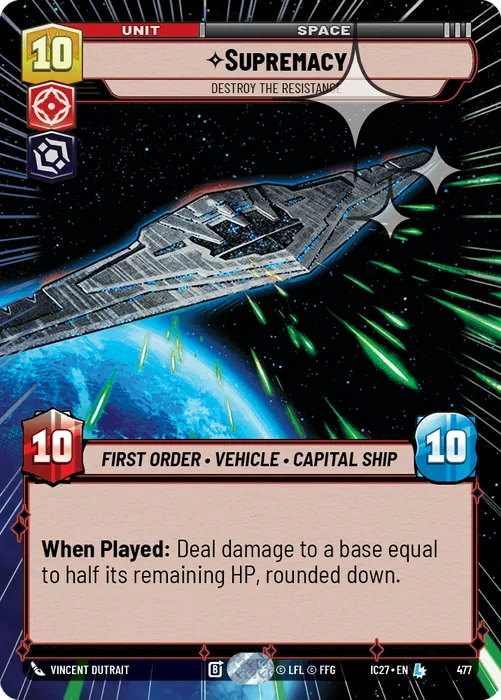 UNIT
SPACE
10
✧SUPREMACY
DESTROY THE RESISTANCE
10
10
FIRST ORDER • VEHICLE • CAPITAL SHIP
When Played: Deal damage to a base equal
to half its remaining HP, rounded down.
VINCENT DUTRAIT
B
© LFL © FFG
IC27 • EN
477